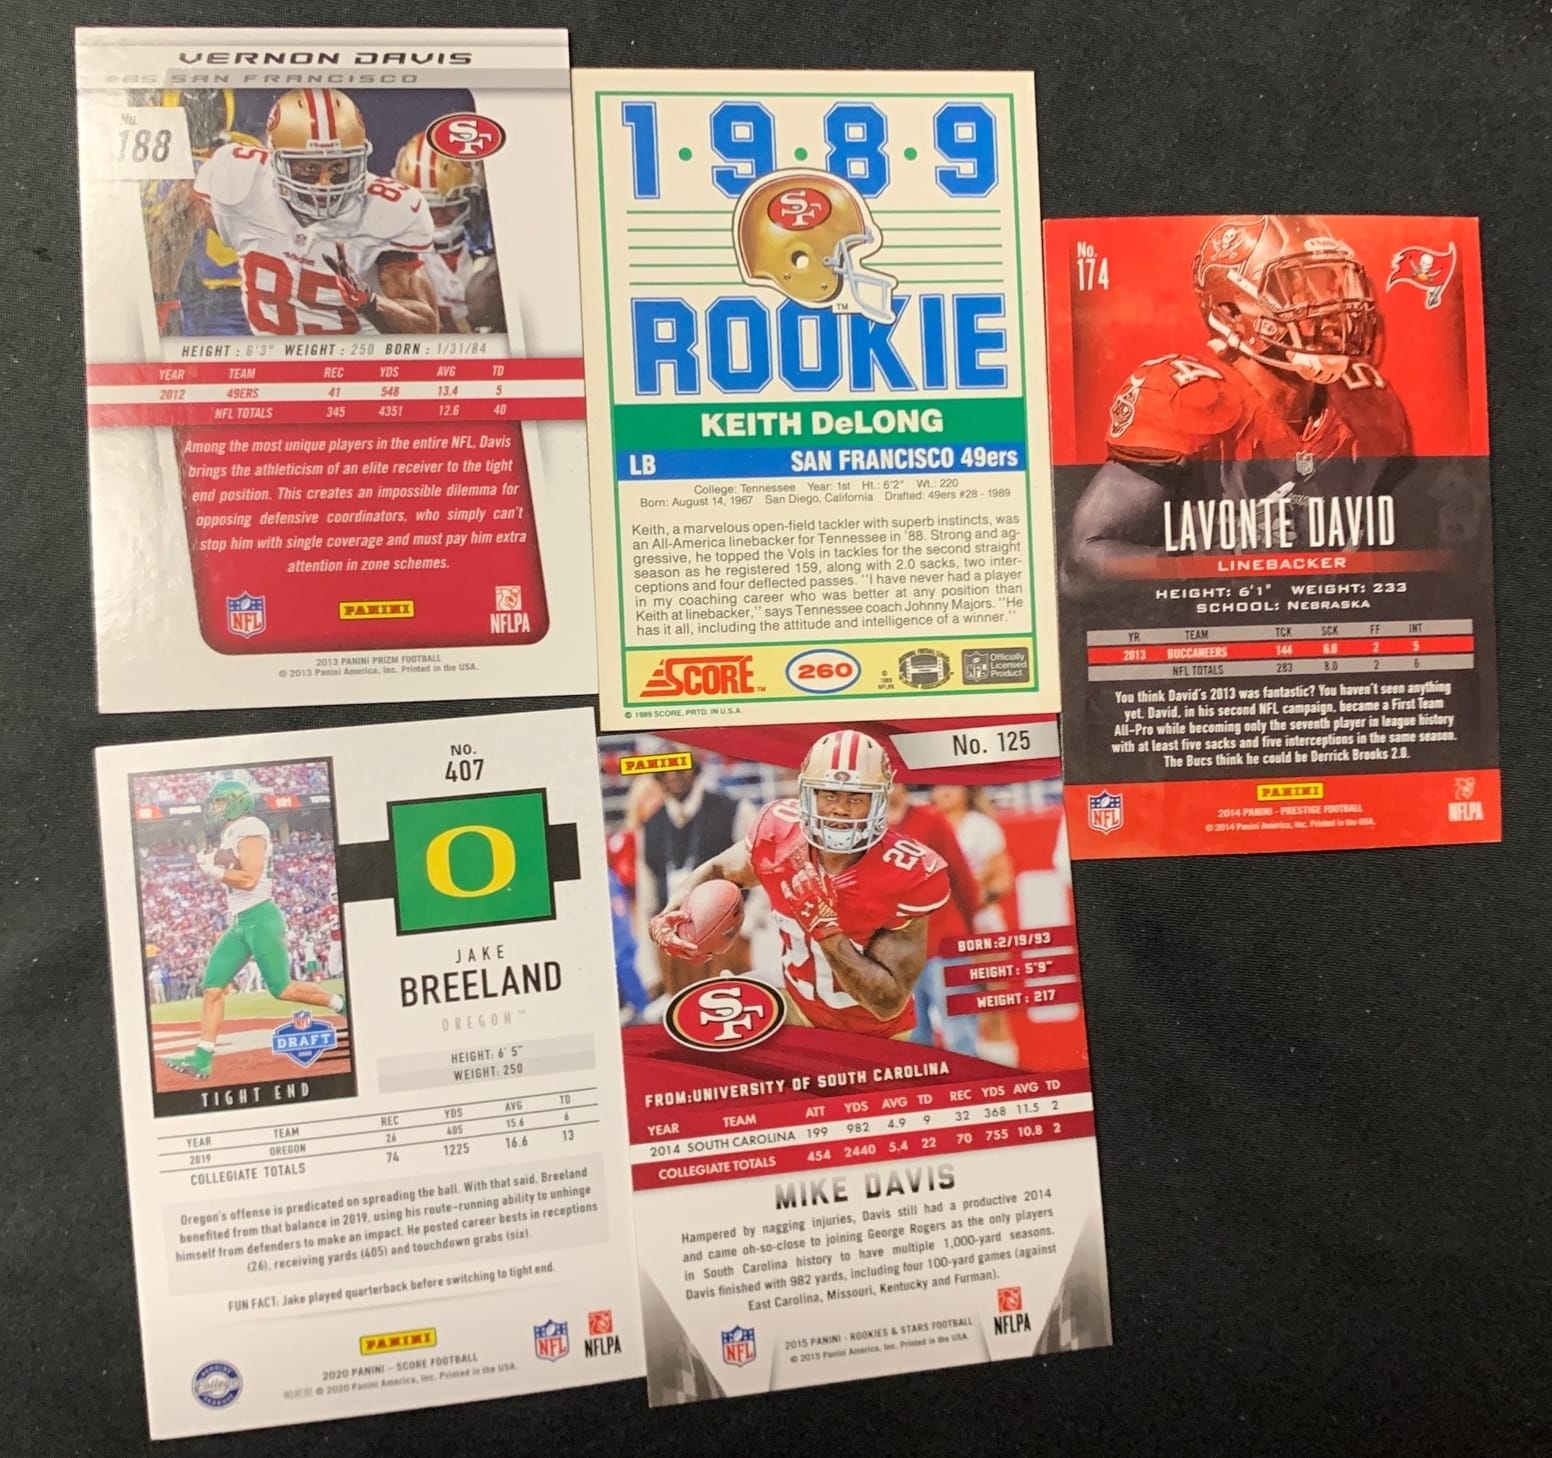 VERNON DAVIS
#85 SAN FRANCISCO
No.
188
SF
85
85
85
HEIGHT : 6'3" WEIGHT : 250 BORN : 1/31/84
YEAR TEAM REC YDS AVG TD
2012 49ERS 41 548 13.4 5
NFL TOTALS 345 4351 12.6 40
Among the most unique players in the entire NFL, Davis
brings the athleticism of an elite receiver to the tight
end position. This creates an impossible dilemma for
opposing defensive coordinators, who simply can't
stop him with single coverage and must pay him extra
attention in zone schemes.
NFL
PANINI
NFLPA
2013 PANINI PRIZM FOOTBALL
© 2013 Panini America, Inc. Printed in the USA.
1·9·8·9
SF
TM
ROOKIE
KEITH DeLONG
LB SAN FRANCISCO 49ers
College: Tennessee Year: 1st Ht.: 6'2" Wt.: 220
Born: August 14, 1967 San Diego, California Drafted: 49ers #28 - 1989
Keith, a marvelous open-field tackler with superb instincts, was
an All-America linebacker for Tennessee in '88. Strong and ag-
gressive, he topped the Vols in tackles for the second straight
season as he registered 159, along with 2.0 sacks, two inter-
ceptions and four deflected passes. "I have never had a player
in my coaching career who was better at any position than
Keith at linebacker," says Tennessee coach Johnny Majors. "He
has it all, including the attitude and intelligence of a winner."
SCORE TM
260
© 1989 NFLPA
NFL
Officially
Licensed
Product
© 1989 SCORE, PRTD. IN U.S.A.
No.
174
54
LAVONTE DAVID
LINEBACKER
HEIGHT: 6'1" WEIGHT: 233
SCHOOL: NEBRASKA
YR TEAM TCK SCK FF INT
2013 BUCCANEERS 144 6.0 2 5
NFL TOTALS 283 8.0 2 6
You think David's 2013 was fantastic? You haven't seen anything
yet. David, in his second NFL campaign, became a First Team
All-Pro while becoming only the seventh player in league history
with at least five sacks and five interceptions in the same season.
The Bucs think he could be Derrick Brooks 2.0.
NFL
PANINI
NFLPA
2014 PANINI - PRESTIGE FOOTBALL
© 2014 Panini America, Inc. Printed in the USA.
NO.
407
O
JAKE
BREELAND
OREGON™
NFL
DRAFT
2020
TIGHT END
HEIGHT: 6' 5"
WEIGHT: 250
YEAR TEAM REC YDS AVG TD
2019 OREGON 26 405 15.6 6
COLLEGIATE TOTALS 74 1225 16.6 13
Oregon's offense is predicated on spreading the ball. With that said, Breeland
benefited from that balance in 2019, using his route-running ability to unhinge
himself from defenders to make an impact. He posted career bests in receptions
(26), receiving yards (405) and touchdown grabs (six).
FUN FACT: Jake played quarterback before switching to tight end.
PANINI
NFL
NFLPA
College
2020 PANINI - SCORE FOOTBALL
© 2020 Panini America, Inc. Printed in the USA.
PANINI
No. 125
20
20
20
SF
BORN:2/19/93
HEIGHT : 5'9"
WEIGHT : 217
FROM:UNIVERSITY OF SOUTH CAROLINA
YEAR TEAM ATT YDS AVG TD REC YDS AVG TD
2014 SOUTH CAROLINA 199 982 4.9 9 32 368 11.5 2
COLLEGIATE TOTALS 454 2440 5.4 22 70 755 10.8 2
MIKE DAVIS
Hampered by nagging injuries, Davis still had a productive 2014
and came oh-so-close to joining George Rogers as the only players
in South Carolina history to have multiple 1,000-yard seasons.
Davis finished with 982 yards, including four 100-yard games (against
East Carolina, Missouri, Kentucky and Furman).
NFL
NFLPA
2015 PANINI - ROOKIES & STARS FOOTBALL
© 2015 Panini America, Inc. Printed in the USA.